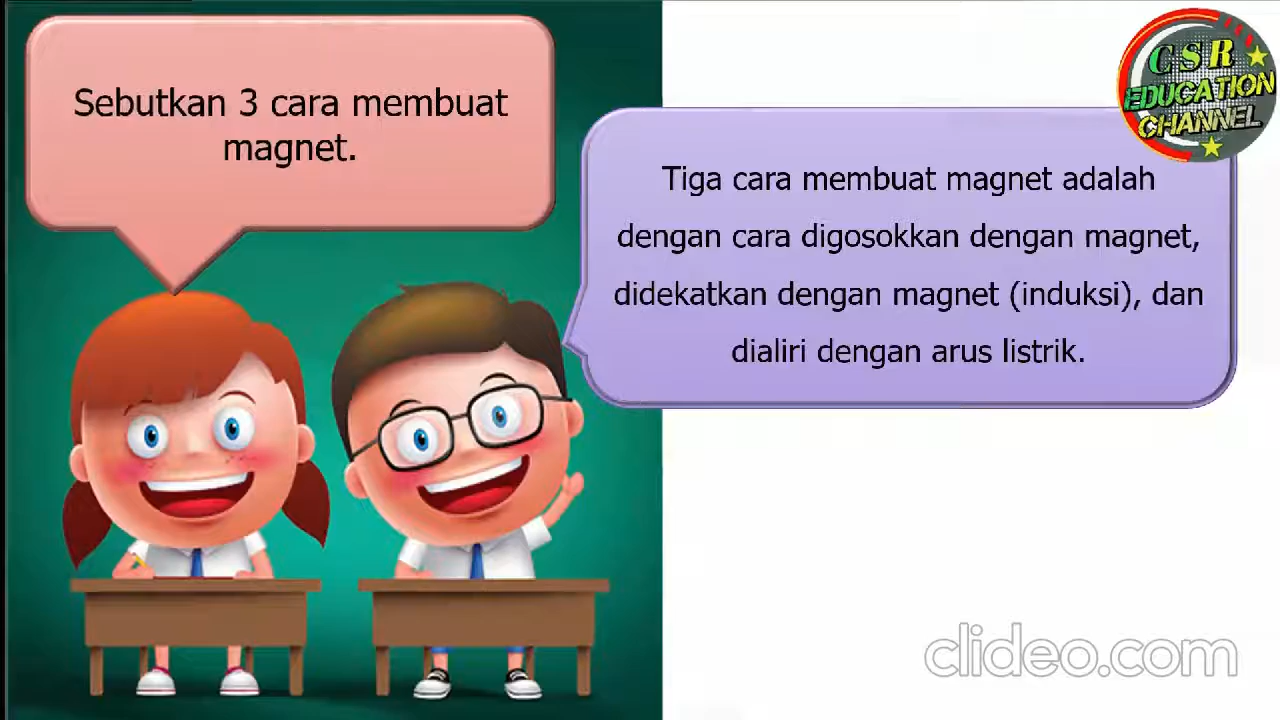 Sebutkan 3 cara membuat
magnet.
CSR
EDUCATION
CHANNEL
Tiga cara membuat magnet adalah
dengan cara digosokkan dengan magnet,
didekatkan dengan magnet (induksi), dan
dialiri dengan arus listrik.
clideo.com